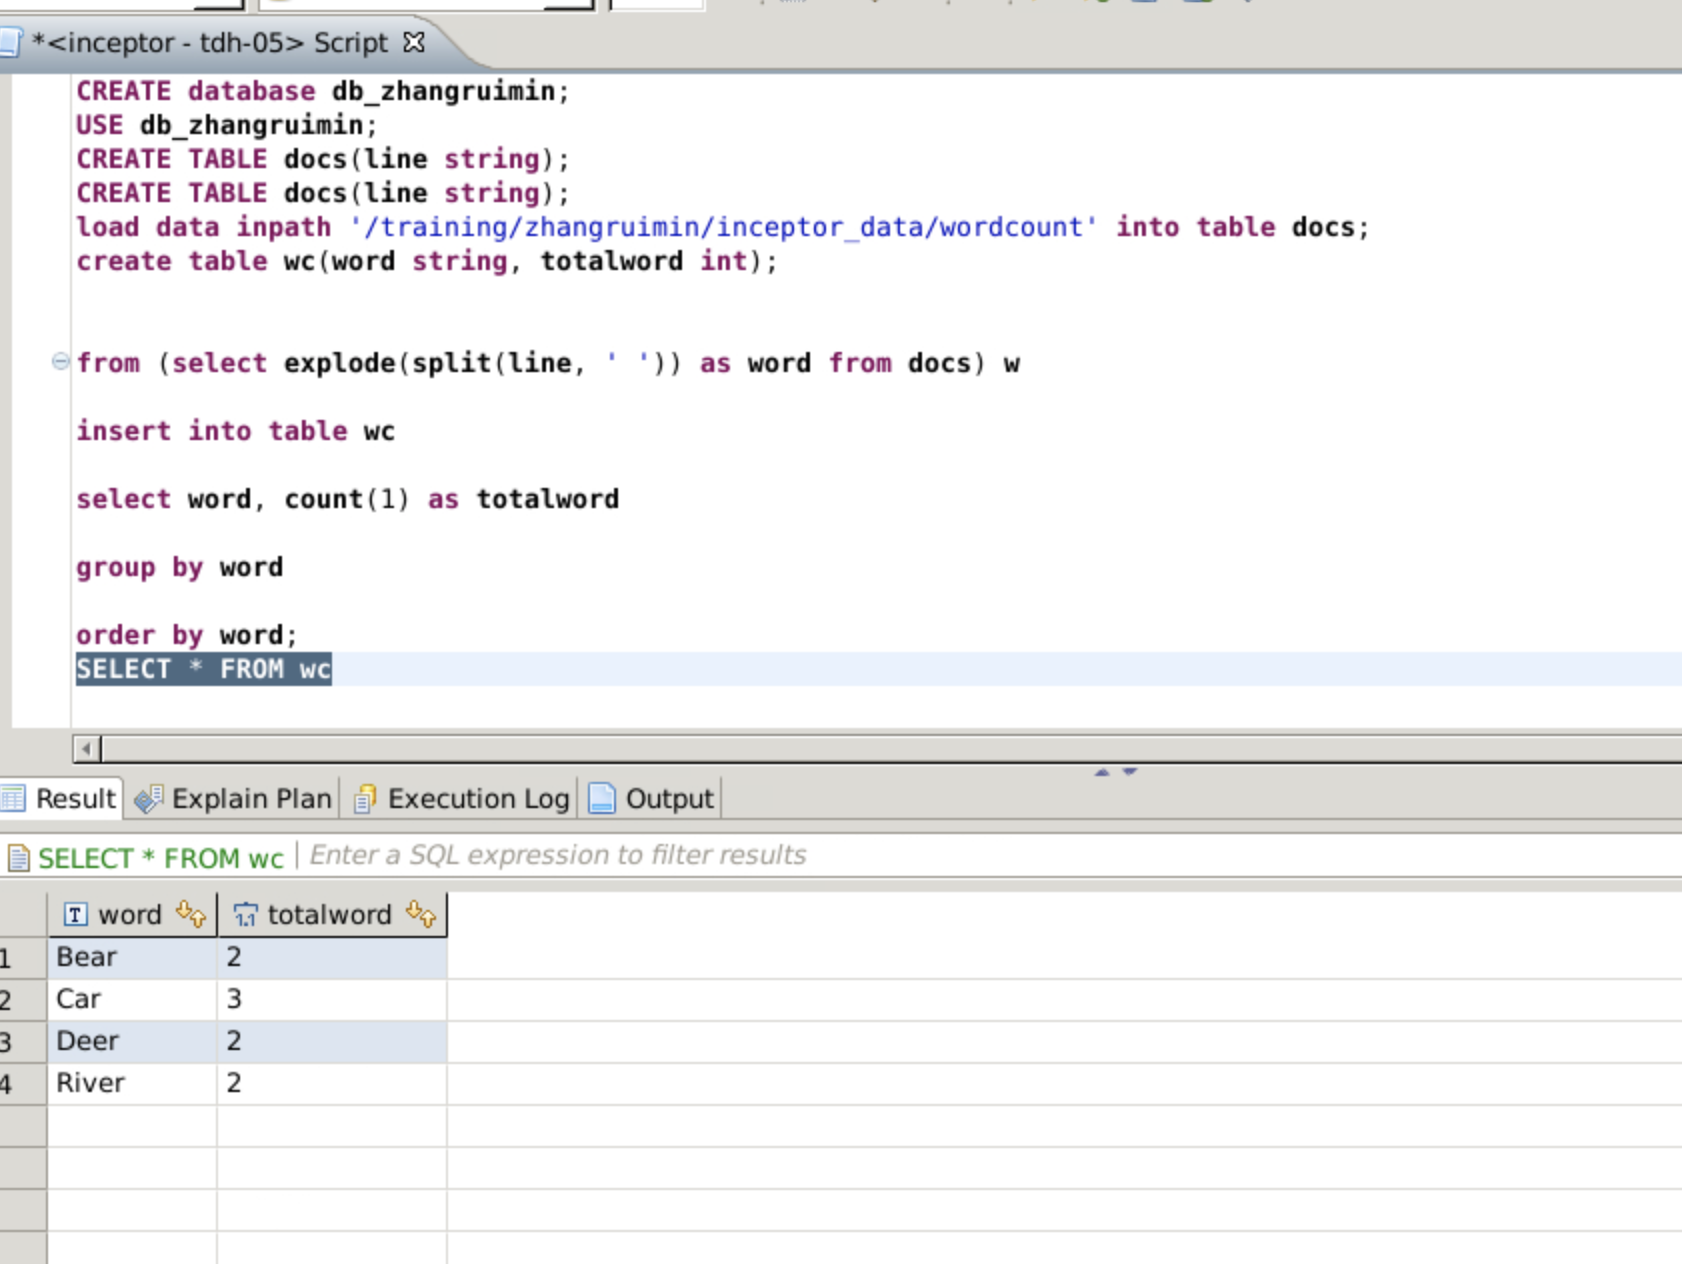 *<inceptor - tdh-05> Script
CREATE database db_zhangruimin;
USE db_zhangruimin;
CREATE TABLE docs(line string);
CREATE TABLE docs(line string);
load data inpath '/training/zhangruimin/inceptor_data/wordcount' into table docs;
create table wc(word string, totalword int);
from (select explode(split(line, ' ')) as word from docs) w
insert into table wc
select word, count(1) as totalword
group by word
order by word;
SELECT * FROM wc
Result Explain Plan Execution Log Output
SELECT * FROM wc Enter a SQL expression to filter results
T word 1.1 totalword
1 Bear 2
2 Car 3
3 Deer 2
4 River 2